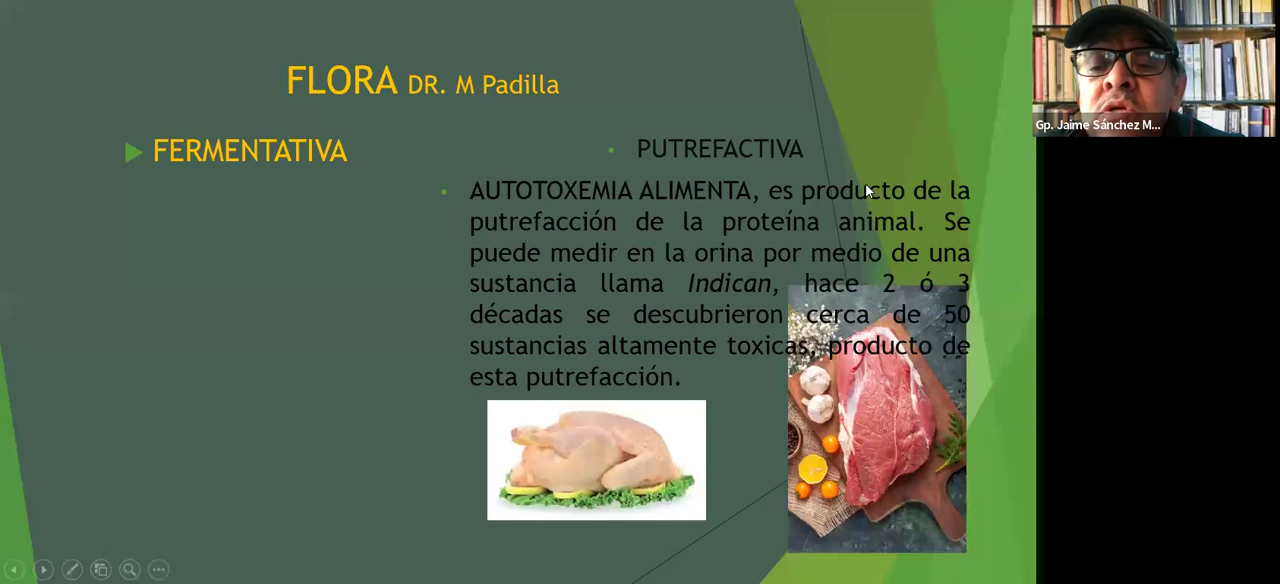 FLORA DR. M Padilla
FERMENTATIVA
PUTREFACTIVA
AUTOTOXEMIA ALIMENTA, es producto de la
putrefacción de la proteína animal. Se
puede medir en la orina por medio de una
sustancia llama Indican, hace 2 ó 3
décadas se descubrieron cerca de 50
sustancias altamente toxicas, producto de
esta putrefacción.
Gp. Jaime Sánchez M...